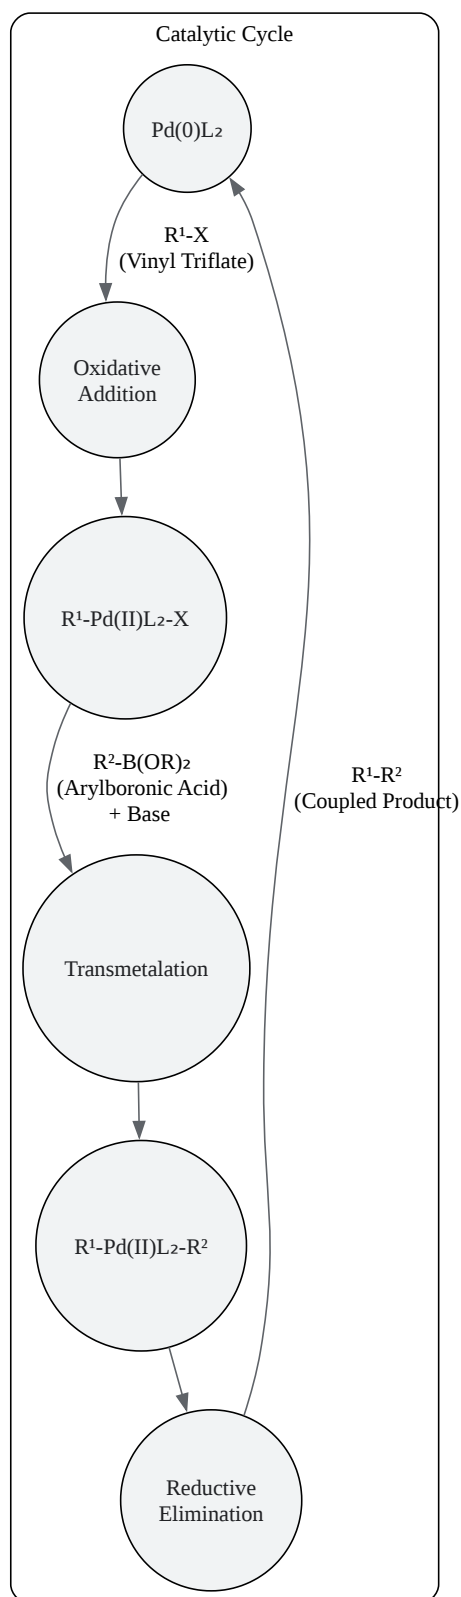 Catalytic Cycle
Pd(0)L₂
R¹-X
(Vinyl Triflate)
Oxidative
Addition
R¹-Pd(II)L₂-X
R²-B(OR)₂
(Arylboronic Acid)
+ Base
R¹-R²
(Coupled Product)
Transmetalation
R¹-Pd(II)L₂-R²
Reductive
Elimination